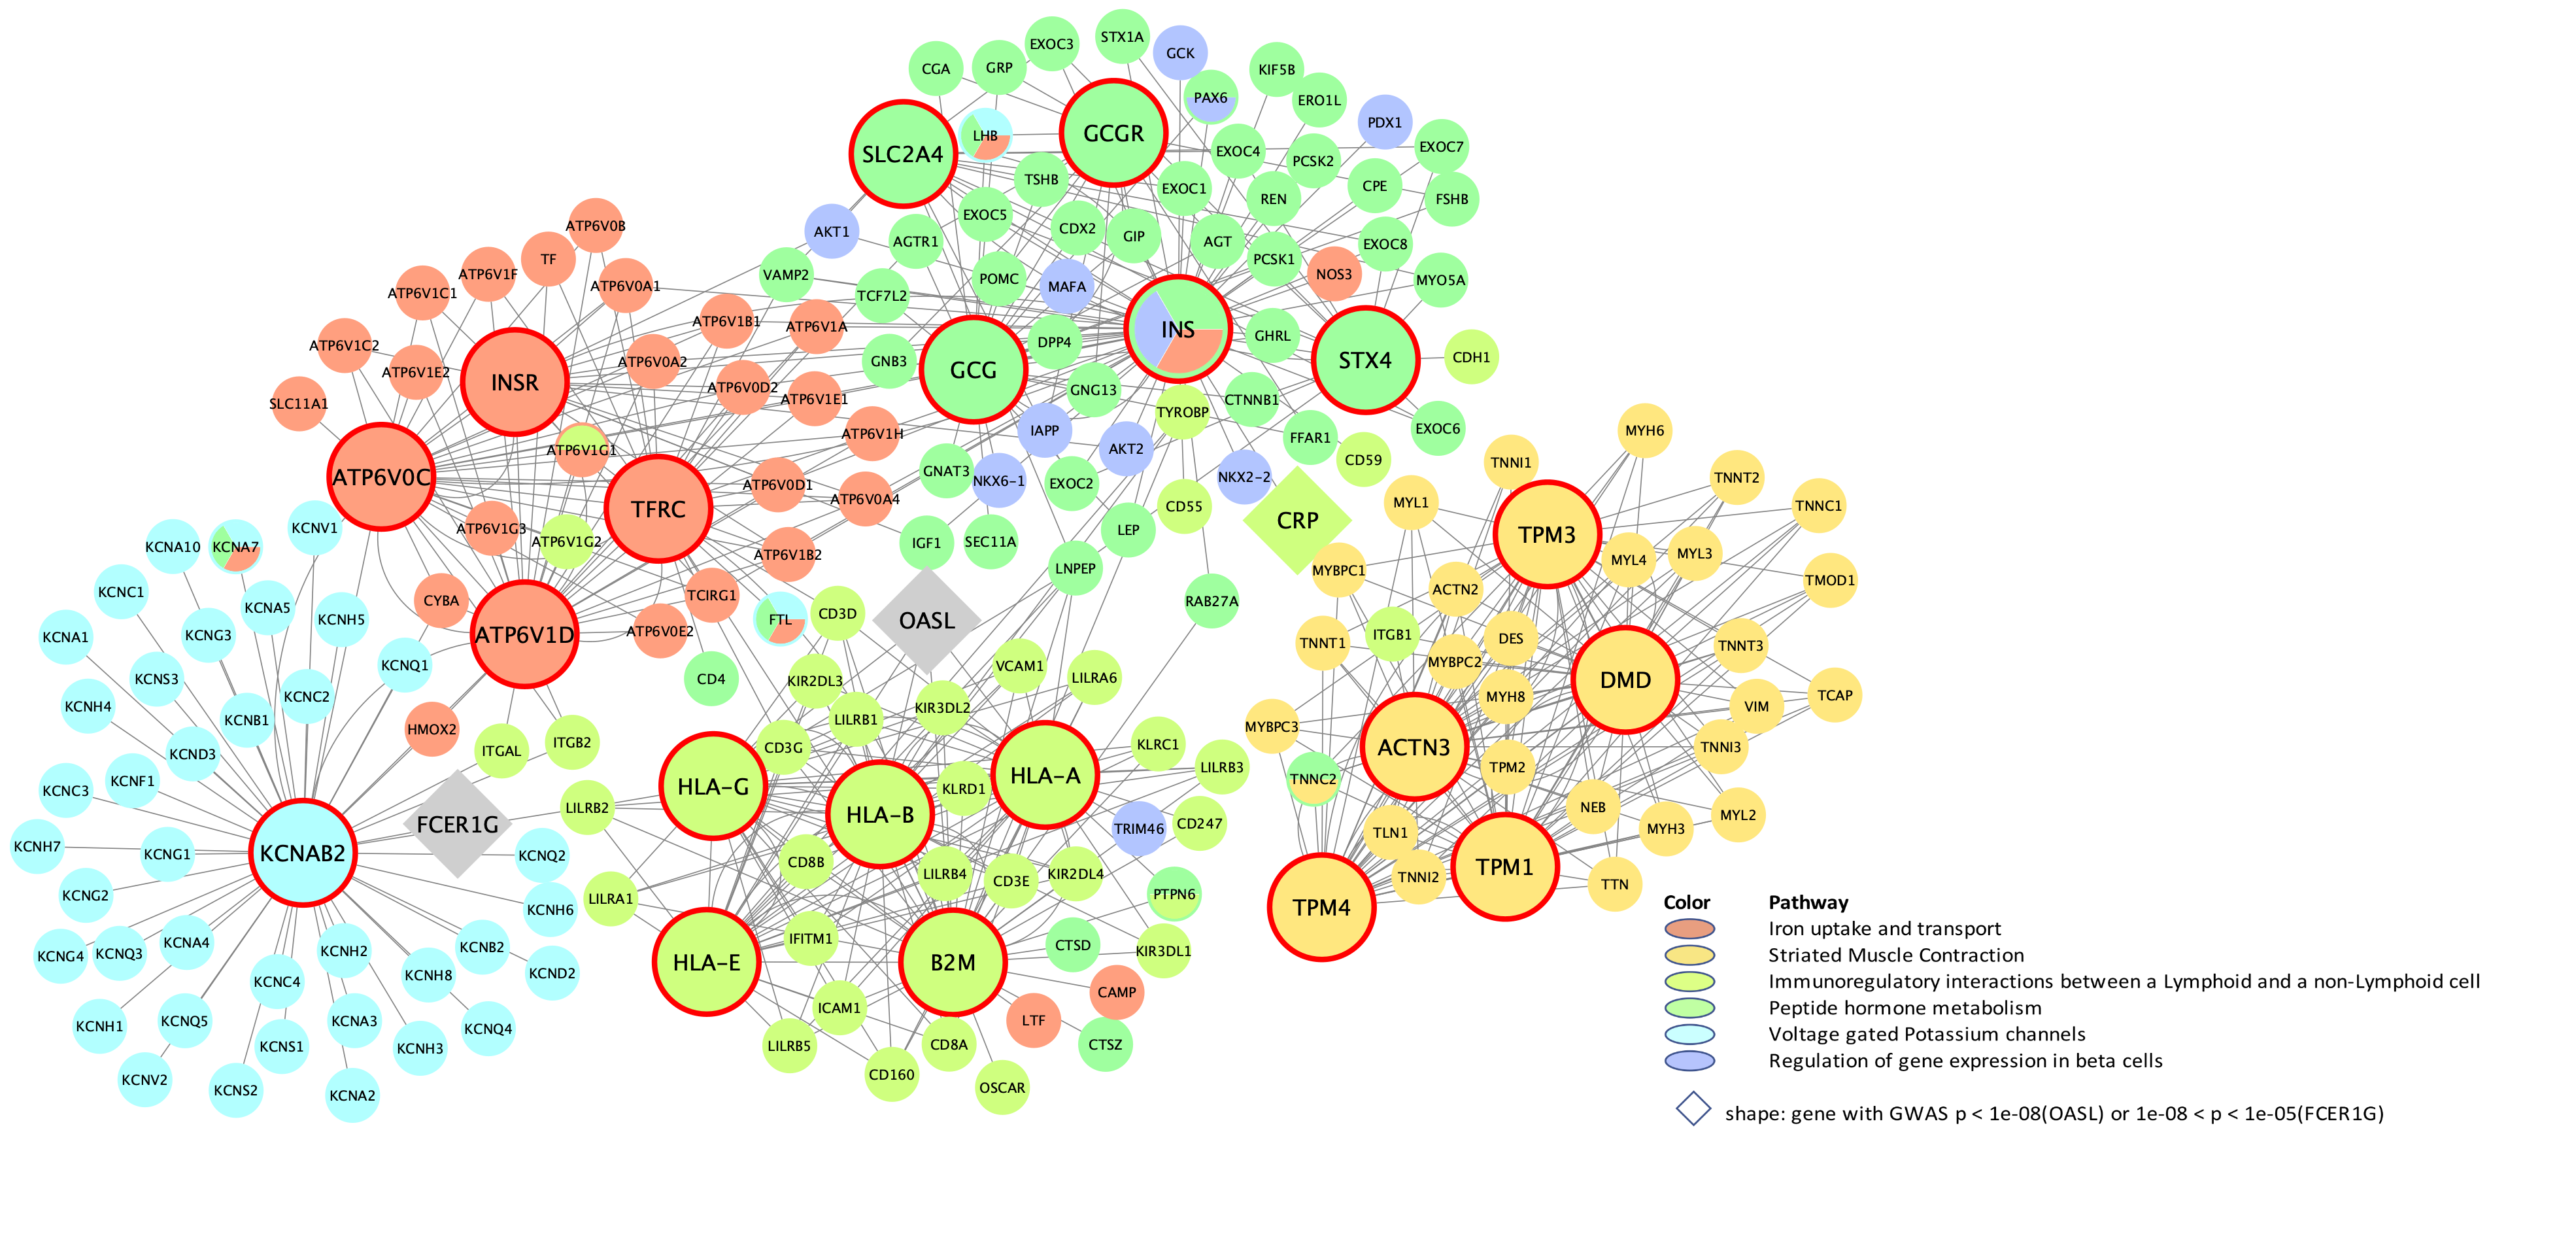 STX1A
EXOC3
GCK
CGA
GRP
KIF5B
PAX6
ERO1L
PDX1
LHB
GCGR
SLC2A4
EXOC4
EXOC7
PCSK2
TSHB
EXOC1
CPE
REN
FSHB
EXOC5
ATP6V0B
AKT1
CDX2
GIP
AGTR1
AGT
EXOC8
TF
PCSK1
ATP6V1F
VAMP2
POMC
NOS3
MYO5A
ATP6V0A1
MAFA
ATP6V1C1
TCF7L2
ATP6V1B1
ATP6V1A
INS
GHRL
DPP4
ATP6V1C2
CDH1
ATP6V0A2
GNB3
STX4
GCG
ATP6V1E2
INSR
ATP6V0D2
GNG13
ATP6V1E1
CTNNB1
SLC11A1
TYROBP
EXOC6
IAPP
MYH6
ATP6V1H
FFAR1
AKT2
ATP6V1G1
CD59
TNNI1
GNAT3
ATP6V0C
NKX6-1
NKX2-2
TNNT2
EXOC2
ATP6V0D1
ATP6V0A4
MYL1
CD55
TNNC1
TFRC
CRP
KCNV1
ATP6V1G3
LEP
TPM3
IGF1
SEC11A
ATP6V1G2
KCNA10
KCNA7
ATP6V1B2
MYL3
MYL4
LNPEP
MYBPC1
TMOD1
KCNC1
ACTN2
TCIRG1
CYBA
RAB27A
KCNA5
CD3D
KCNH5
FTL
OASL
ATP6V0E2
ATP6V1D
ITGB1
KCNA1
KCNG3
DES
TNNT1
TNNT3
MYBPC2
KCNQ1
VCAM1
KCNS3
CD4
KIR2DL3
LILRA6
DMD
KCNC2
MYH8
TCAP
KCNH4
KIR3DL2
VIM
KCNB1
LILRB1
MYBPC3
HMOX2
ITGB2
KLRC1
CD3G
ITGAL
ACTN3
TNNI3
KCND3
LILRB3
TPM2
HLA-A
TNNC2
KCNF1
HLA-G
KLRD1
KCNC3
LILRB2
NEB
HLA-B
MYL2
FCER1G
CD247
TRIM46
MYH3
TLN1
KCNH7
KCNG1
KCNAB2
KCNQ2
CD8B
TPM1
LILRB4
KIR2DL4
TNNI2
CD3E
TTN
KCNG2
PTPN6
LILRA1
TPM4
KCNH6
IFITM1
KCNA4
CTSD
KCNB2
KCNH2
KIR3DL1
KCNQ3
KCNG4
HLA-E
B2M
KCND2
KCNH8
KCNC4
CAMP
ICAM1
KCNQ5
KCNA3
LTF
KCNH1
KCNQ4
CD8A
CTSZ
LILRB5
KCNS1
KCNH3
CD160
KCNV2
OSCAR
KCNS2
KCNA2
Color Pathway
Iron uptake and transport
Striated Muscle Contraction
Immunoregulatory interactions between a Lymphoid and a non-Lymphoid cell
Peptide hormone metabolism
Voltage gated Potassium channels
Regulation of gene expression in beta cells
shape: gene with GWAS p < 1e-08(OASL) or 1e-08 < p < 1e-05(FCER1G)